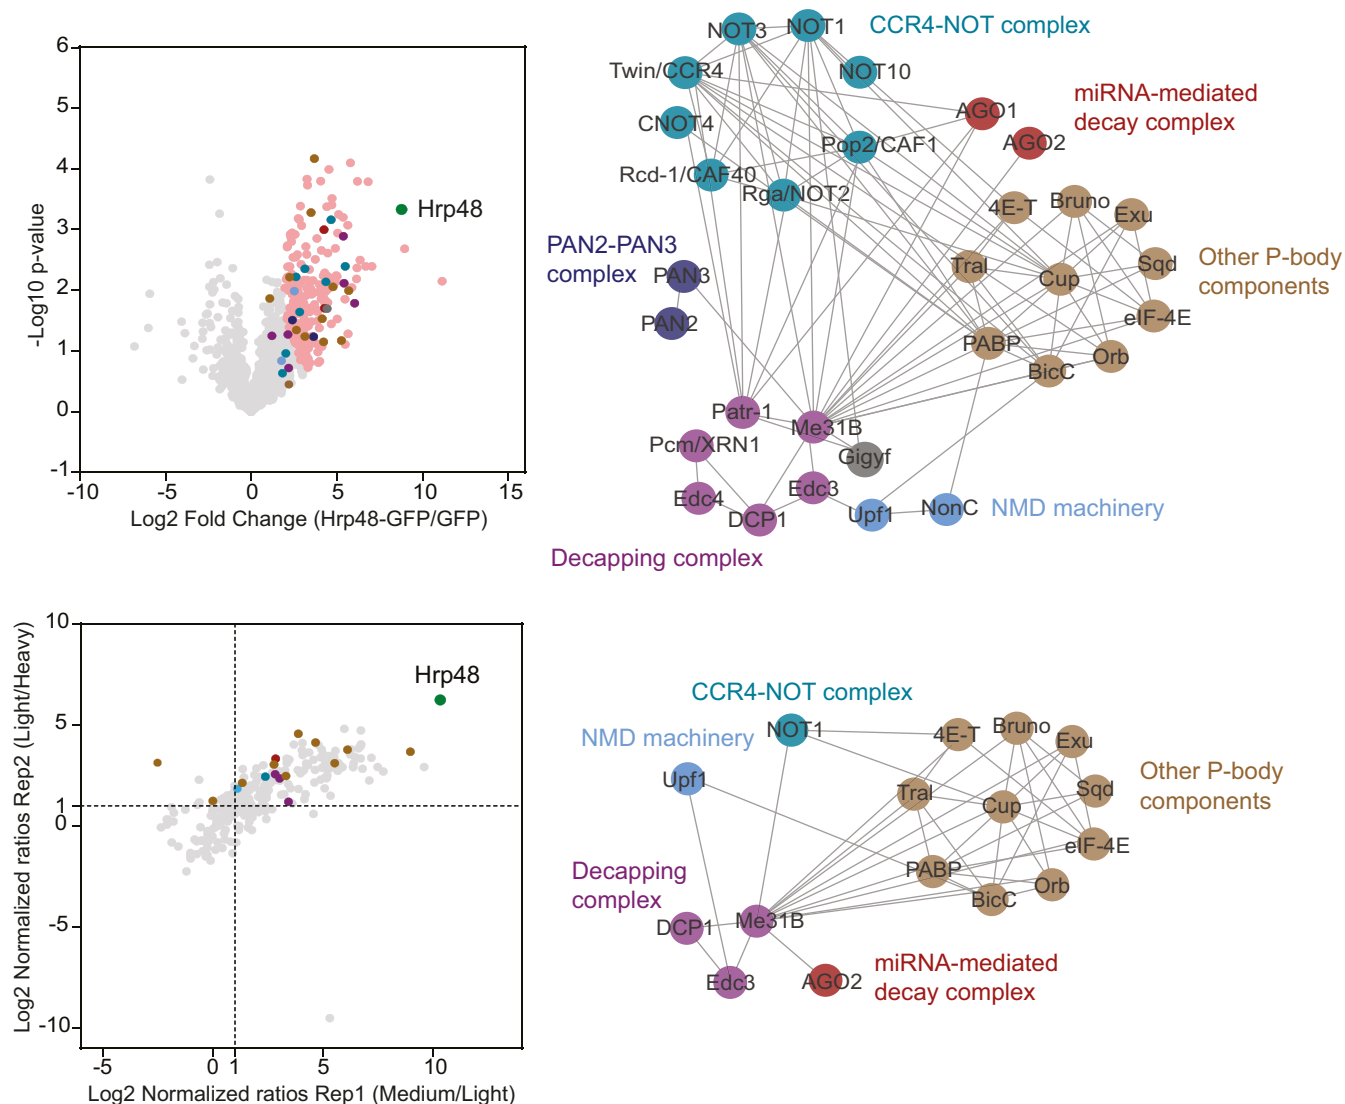 6
5
4
3
2
1
0
-1
-10
-5
0
5
10
15
-Log10 p-value
Log2 Fold Change (Hrp48-GFP/GFP)
Hrp48
NOT3
NOT1
CCR4-NOT complex
Twin/CCR4
NOT10
CNOT4
AGO1
miRNA-mediated
decay complex
AGO2
Pop2/CAF1
Rcd-1/CAF40
Rga/NOT2
4E-T
Bruno
Exu
PAN2-PAN3
complex
PAN3
PAN2
Tral
Cup
Sqd
Other P-body
components
eIF-4E
PABP
BicC
Orb
Patr-1
Me31B
Pcm/XRN1
Gigyf
Edc4
Edc3
DCP1
Upf1
NonC
NMD machinery
Decapping complex
10
5
1
0
-5
-10
-5
0
1
5
10
Log2 Normalized ratios Rep2 (Light/Heavy)
Log2 Normalized ratios Rep1 (Medium/Light)
Hrp48
CCR4-NOT complex
NOT1
NMD machinery
Upf1
4E-T
Bruno
Exu
Tral
Cup
Sqd
Other P-body
components
eIF-4E
PABP
BicC
Orb
Decapping
complex
DCP1
Me31B
Edc3
AGO2
miRNA-mediated
decay complex